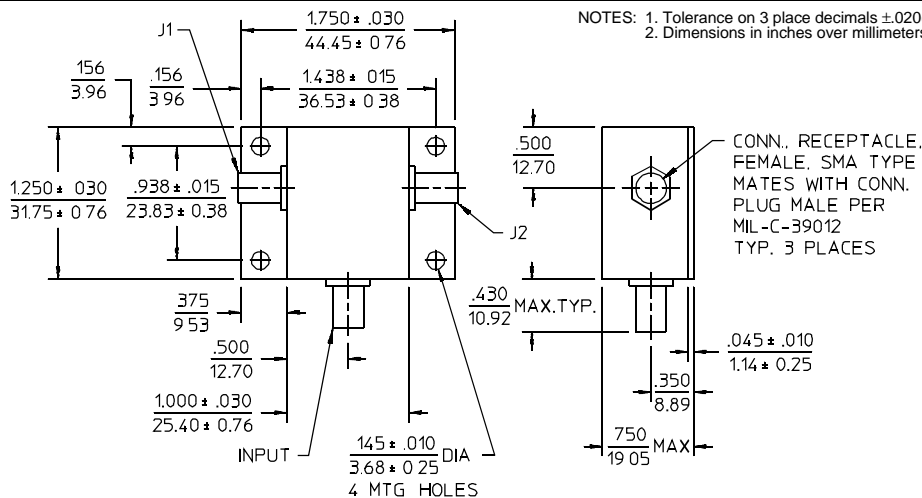 NOTES: 1. Tolerance on 3 place decimals ±.020
2. Dimensions in inches over millimeters
J1
1.750 ± .030
44.45 ± 0 76
.156
3.96
.156
3 96
1.438 ± 015
36.53 ± 0.38
.500
12.70
CONN., RECEPTACLE,
FEMALE, SMA TYPE
MATES WITH CONN.
PLUG MALE PER
MIL-C-39012
TYP. 3 PLACES
1.250 ± 030
31.75 ± 0 76
.938 ± .015
23.83 ± 0.38
J2
375
9 53
.430
10.92
MAX.TYP.
.500
12.70
.045 ± .010
1.14 ± 0.25
.350
8.89
1.000 ± .030
25.40 ± 0.76
INPUT
145 ± .010
3.68 ± 0 25
DIA
4 MTG HOLES
750
19 05
MAX